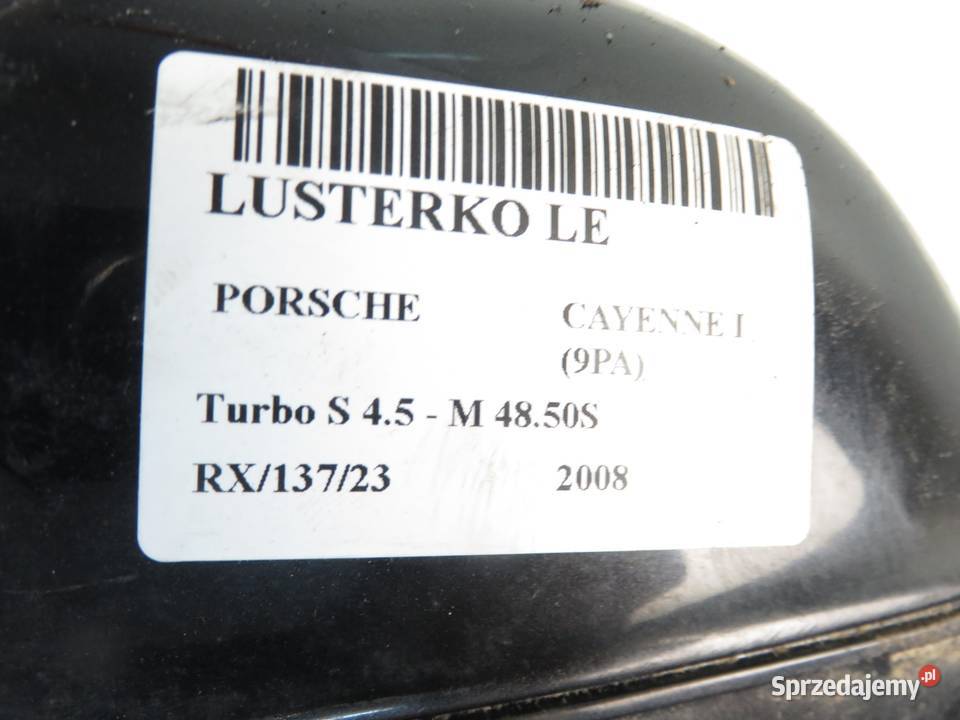 LUSTERKO LE
PORSCHE CAYENNE I
(9PA)
Turbo S 4.5 - M 48.50S
RX/137/23 2008
Sprzedajemy.pl